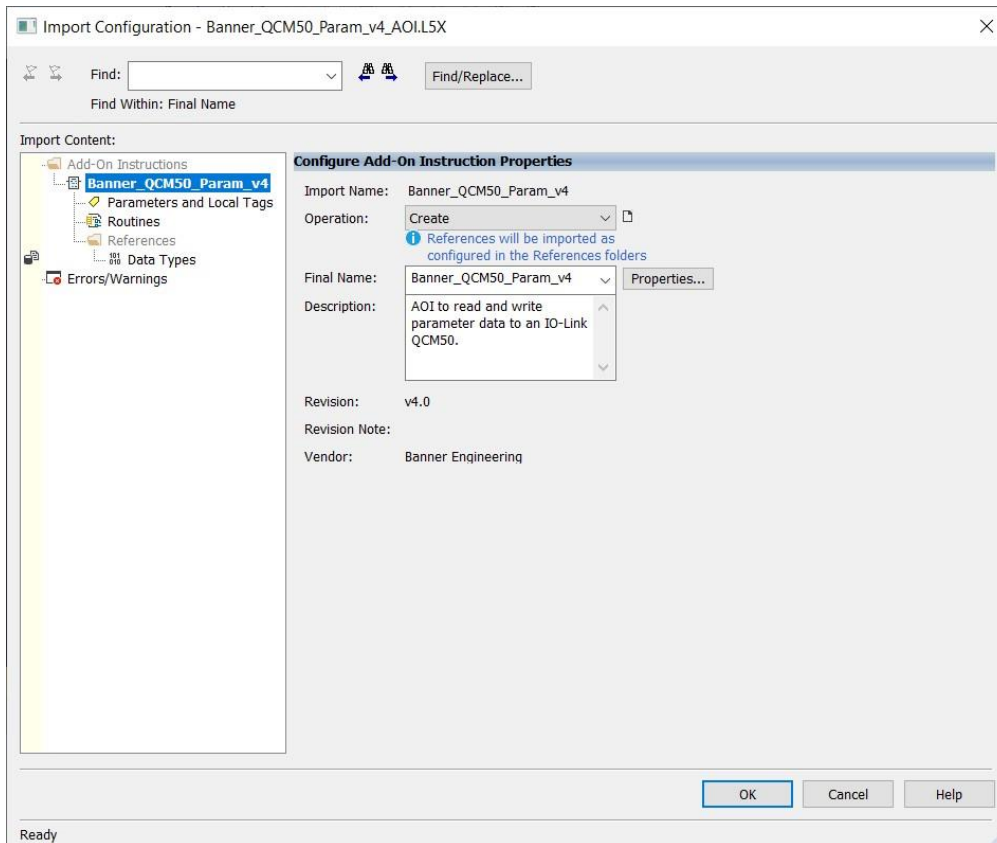 Import Configuration - Banner_QCM50_Param_v4_AOI.L5X
Find:
Find/Replace...
Find Within: Final Name
Import Content:
Add-On Instructions
Banner_QCM50_Param_v4
Parameters and Local Tags
Routines
References
Data Types
Errors/Warnings
Configure Add-On Instruction Properties
Import Name: Banner_QCM50_Param_v4
Operation: Create
References will be imported as
configured in the References folders
Final Name: Banner_QCM50_Param_v4 Properties...
Description: AOI to read and write
parameter data to an IO-Link
QCM50.
Revision: v4.0
Revision Note:
Vendor: Banner Engineering
OK Cancel Help
Ready